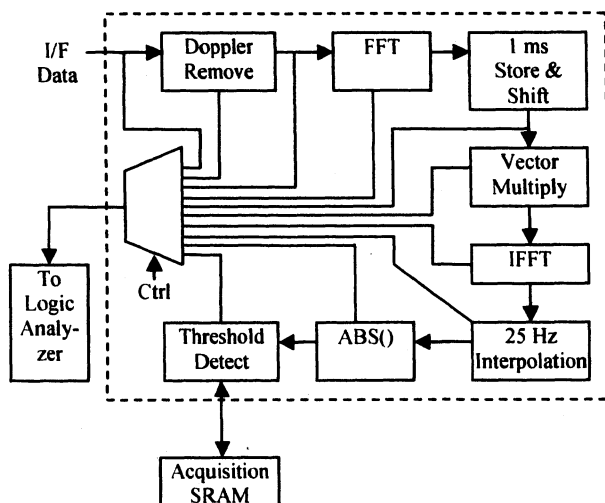 I/F
Data
Doppler
Remove
FFT
1 ms
Store &
Shift
Vector
Multiply
IFFT
25 Hz
Interpolation
ABS()
Threshold
Detect
Ctrl
To
Logic
Analy-
zer
Acquisition
SRAM